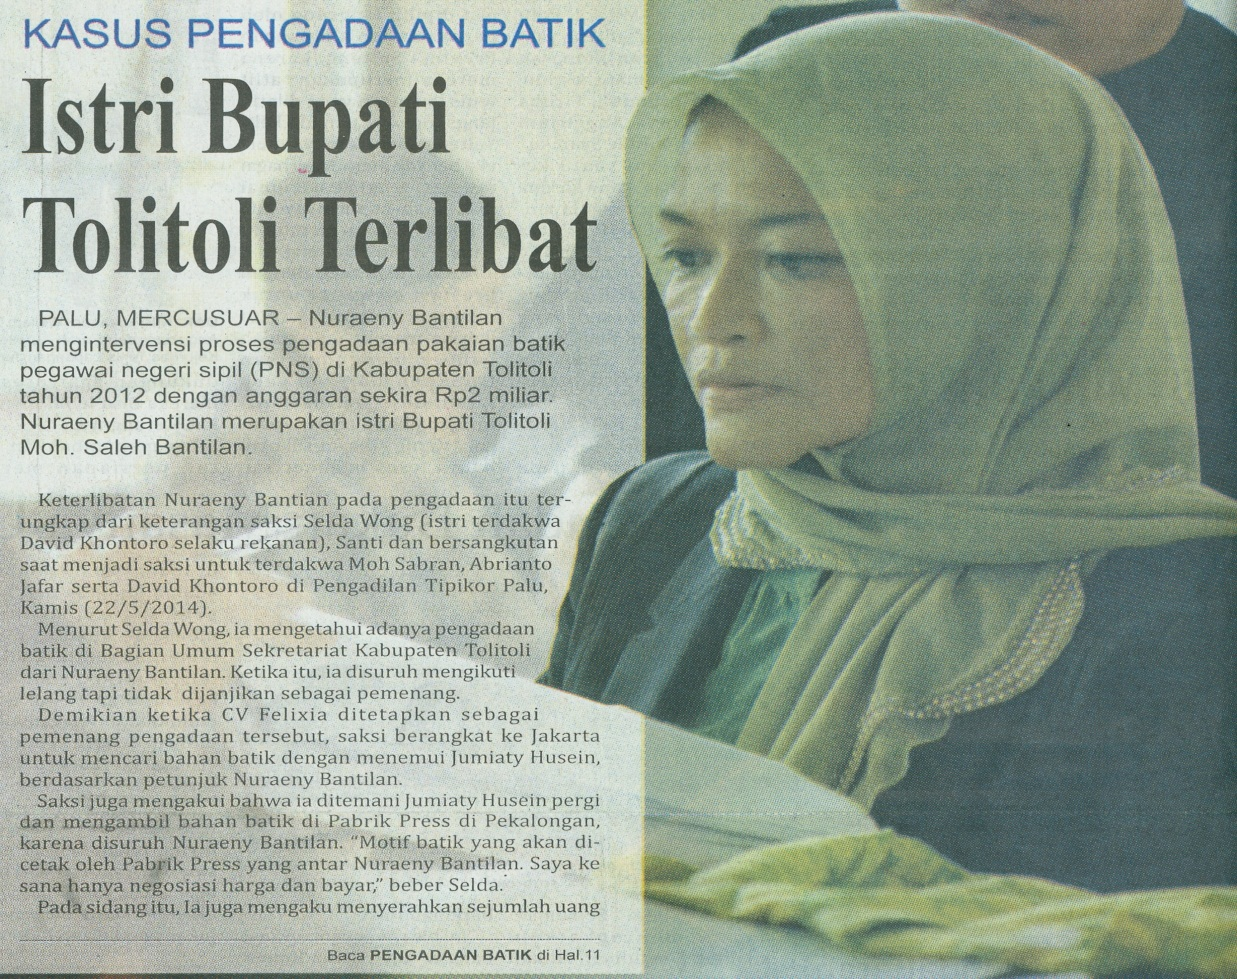 KASUS PENGADAAN BATIK
Istri Bupati
Tolitoli Terlibat
PALU, MERCUSUAR – Nuraeny Bantilan
mengintervensi proses pengadaan pakaian batik
pegawai negeri sipil (PNS) di Kabupaten Tolitoli
tahun 2012 dengan anggaran sekira Rp2 miliar.
Nuraeny Bantilan merupakan istri Bupati Tolitoli
Moh. Saleh Bantilan.
Keterlibatan Nuraeny Bantian pada pengadaan itu ter-
ungkap dari keterangan saksi Selda Wong (istri terdakwa
David Khontoro selaku rekanan), Santi dan bersangkutan
saat menjadi saksi untuk terdakwa Moh Sabran, Abrianto
Jafar serta David Khontoro di Pengadilan Tipikor Palu,
Kamis (22/5/2014).
Menurut Selda Wong, ia mengetahui adanya pengadaan
batik di Bagian Umum Sekretariat Kabupaten Tolitoli
dari Nuraeny Bantilan. Ketika itu, ia disuruh mengikuti
lelang tapi tidak dijanjikan sebagai pemenang.
Demikian ketika CV Felixia ditetapkan sebagai
pemenang pengadaan tersebut, saksi berangkat ke Jakarta
untuk mencari bahan batik dengan menemui Jumiaty Husein,
berdasarkan petunjuk Nuraeny Bantilan.
Saksi juga mengakui bahwa ia ditemani Jumiaty Husein pergi
dan mengambil bahan batik di Pabrik Press di Pekalongan,
karena disuruh Nuraeny Bantilan. “Motif batik yang akan di-
cetak oleh Pabrik Press yang antar Nuraeny Bantilan. Saya ke
sana hanya negosiasi harga dan bayar,” beber Selda.
Pada sidang itu, Ia juga mengaku menyerahkan sejumlah uang
Baca PENGADAAN BATIK di Hal.11